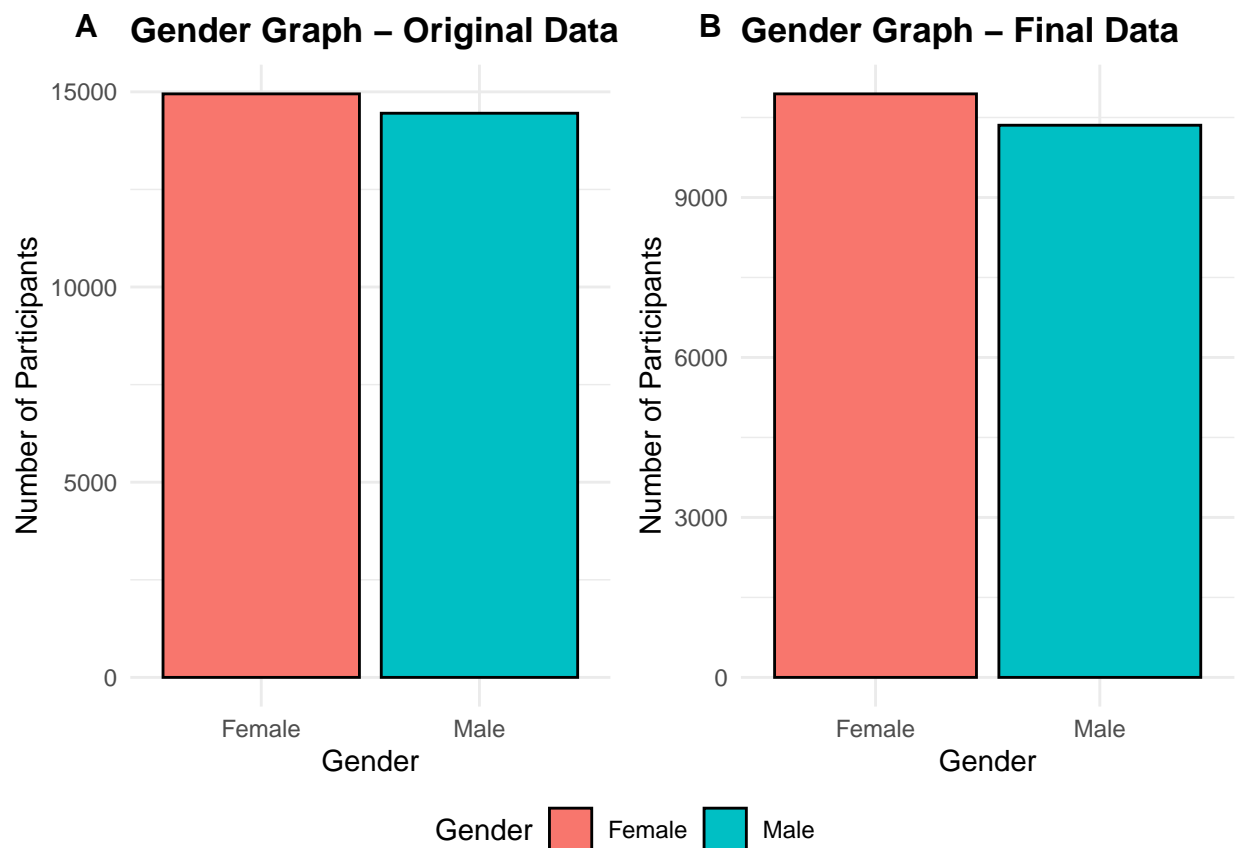 A Gender Graph – Original Data
Number of Participants
15000
10000
5000
0
Female Male
Gender
B Gender Graph – Final Data
Number of Participants
9000
6000
3000
0
Female Male
Gender
Gender Female Male